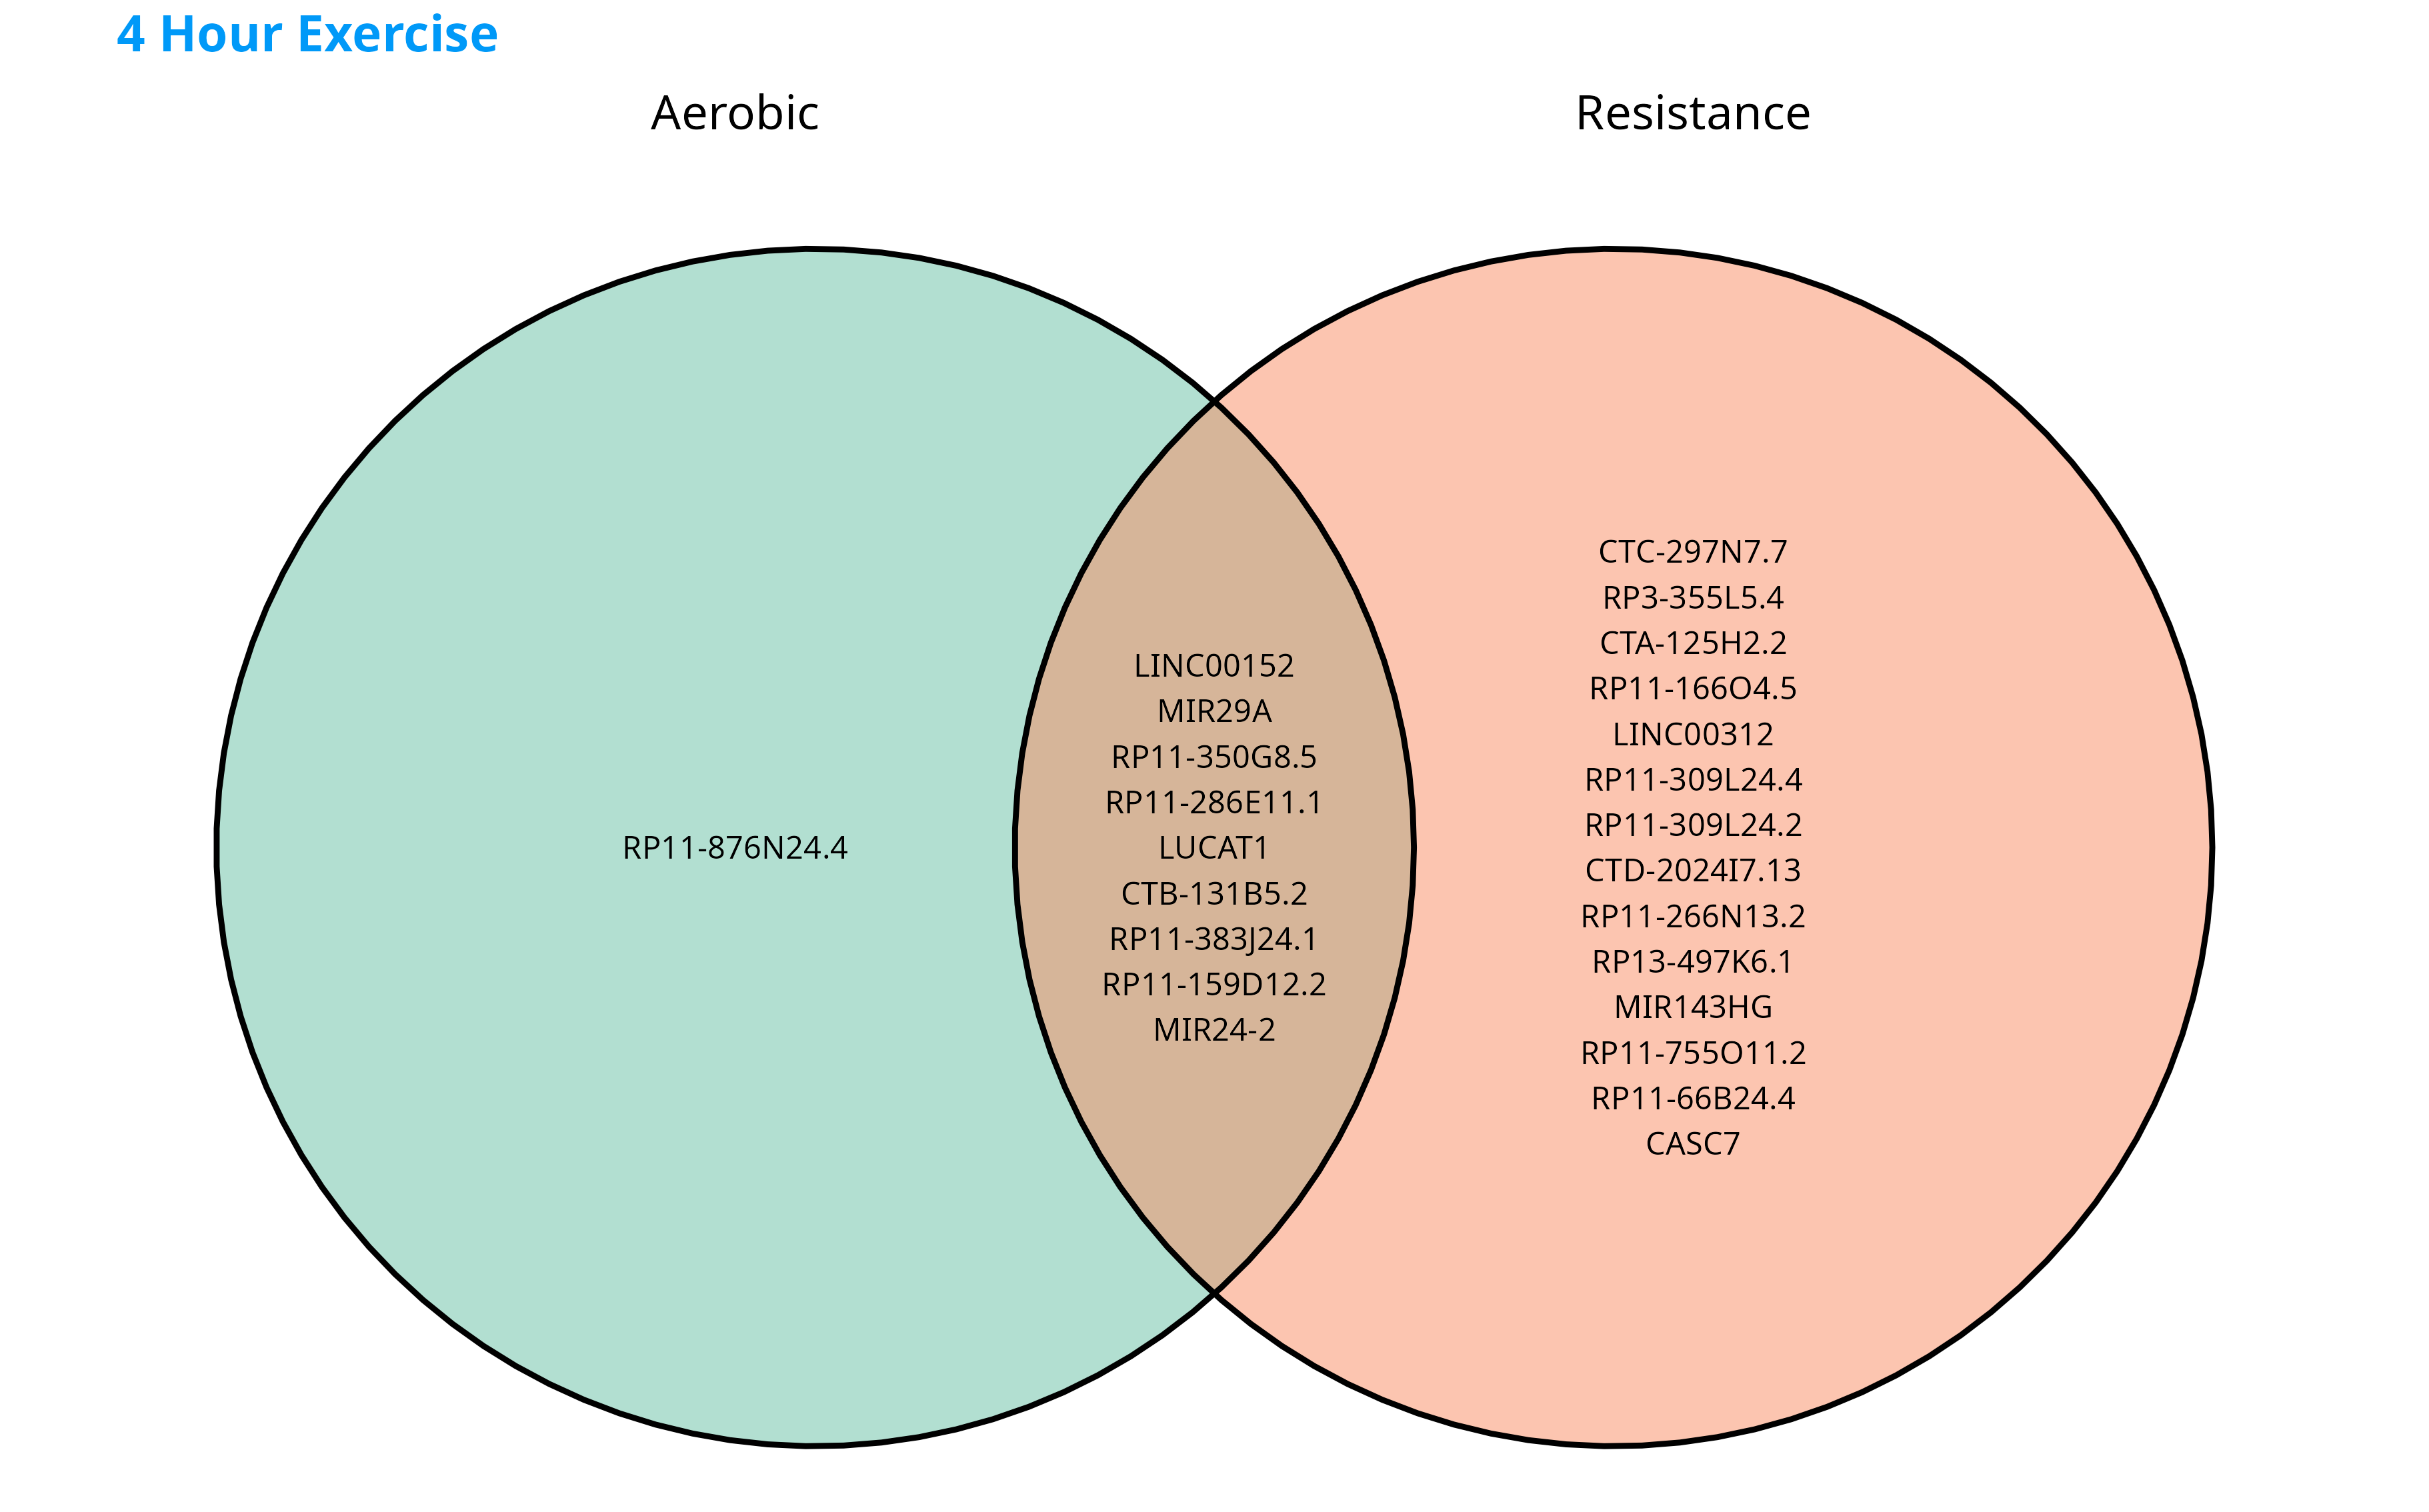 4 Hour Exercise
Aerobic
Resistance
RP11-876N24.4
LINC00152
MIR29A
RP11-350G8.5
RP11-286E11.1
LUCAT1
CTB-131B5.2
RP11-383J24.1
RP11-159D12.2
MIR24-2
CTC-297N7.7
RP3-355L5.4
CTA-125H2.2
RP11-166O4.5
LINC00312
RP11-309L24.4
RP11-309L24.2
CTD-2024I7.13
RP11-266N13.2
RP13-497K6.1
MIR143HG
RP11-755O11.2
RP11-66B24.4
CASC7